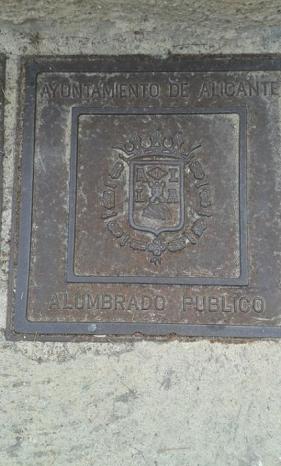 AYUNTAMIENTO DE ALICANTE
A L
L A
ALUMBRADO PUBLICO